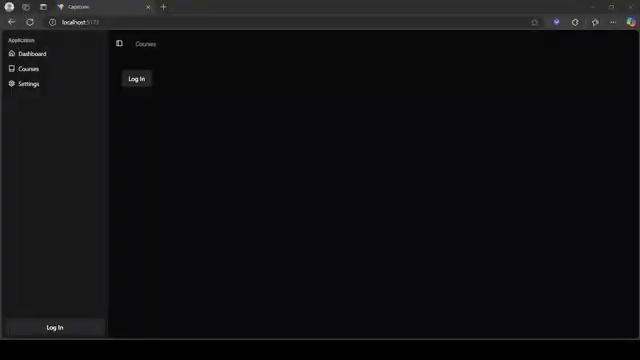 Capstone
localhost:5173
Application
Dashboard
Courses
Settings
Courses
Log In
Log In